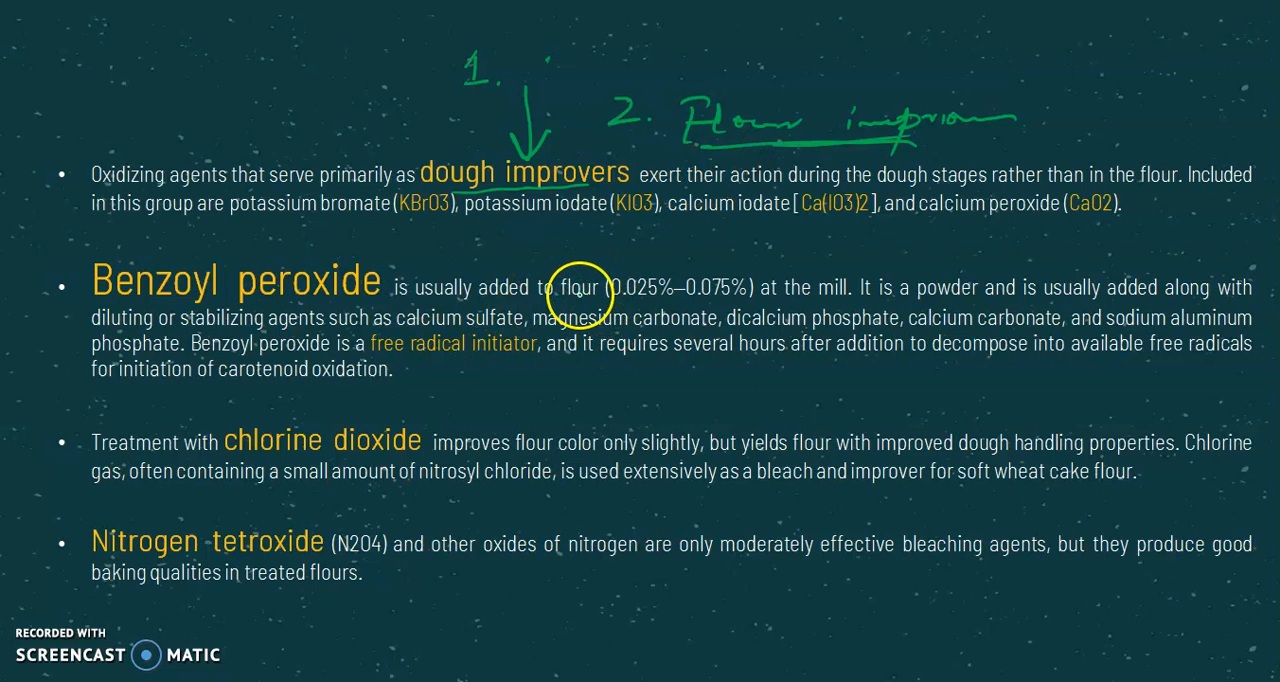 1.
2. Flour improv
• Oxidizing agents that serve primarily as dough improvers exert their action during the dough stages rather than in the flour. Included
in this group are potassium bromate (KBrO3), potassium iodate (KIO3), calcium iodate [Ca(IO3)2], and calcium peroxide (CaO2).
• Benzoyl peroxide is usually added to flour (0.025%–0.075%) at the mill. It is a powder and is usually added along with
diluting or stabilizing agents such as calcium sulfate, magnesium carbonate, dicalcium phosphate, calcium carbonate, and sodium aluminum
phosphate. Benzoyl peroxide is a free radical initiator, and it requires several hours after addition to decompose into available free radicals
for initiation of carotenoid oxidation.
• Treatment with chlorine dioxide improves flour color only slightly, but yields flour with improved dough handling properties. Chlorine
gas, often containing a small amount of nitrosyl chloride, is used extensively as a bleach and improver for soft wheat cake flour.
• Nitrogen tetroxide (N2O4) and other oxides of nitrogen are only moderately effective bleaching agents, but they produce good
baking qualities in treated flours.
RECORDED WITH
SCREENCAST MATIC